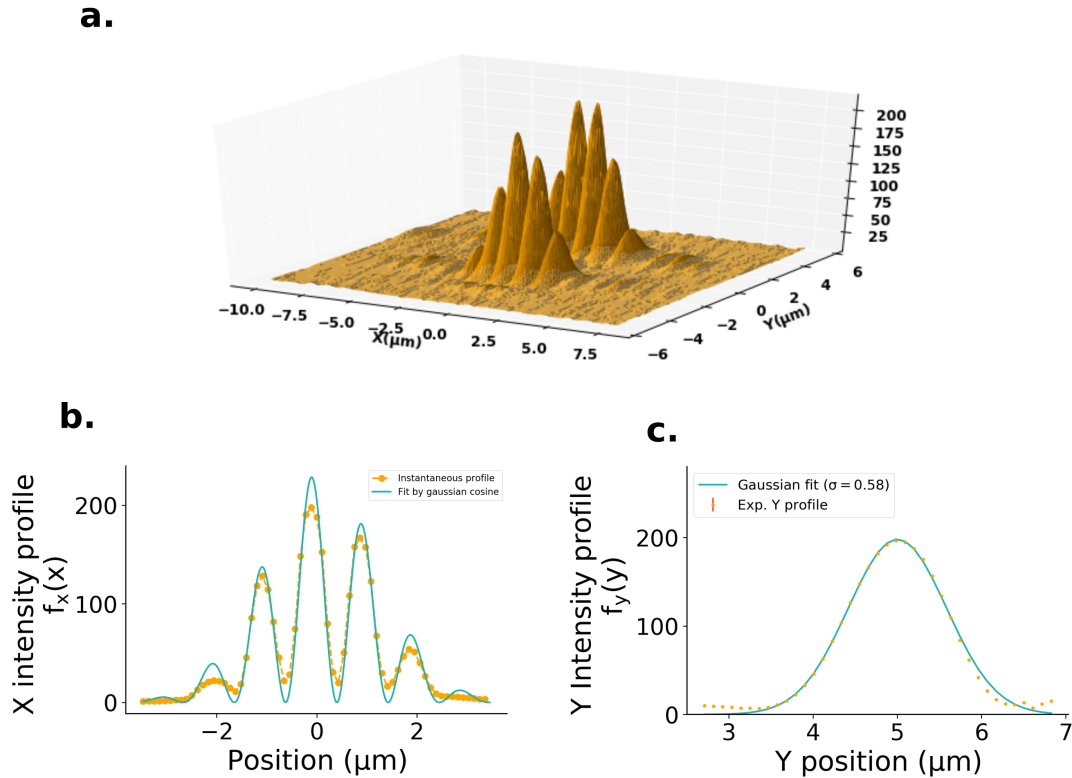 a.
200
175
150
125
100
75
50
25
6
4
2
0
−2
−4
−6
Y(μm)
−10.0
−7.5
−5.0
−2.5
0.0
2.5
5.0
7.5
X(μm)
b.
X intensity profile
fₓ(x)
200
100
0
Instantaneous profile
Fit by gaussian cosine
−2
0
2
Position (μm)
c.
Y Intensity profile
f_y(y)
200
100
0
Gaussian fit (σ = 0.58)
Exp. Y profile
3
4
5
6
7
Y position (μm)